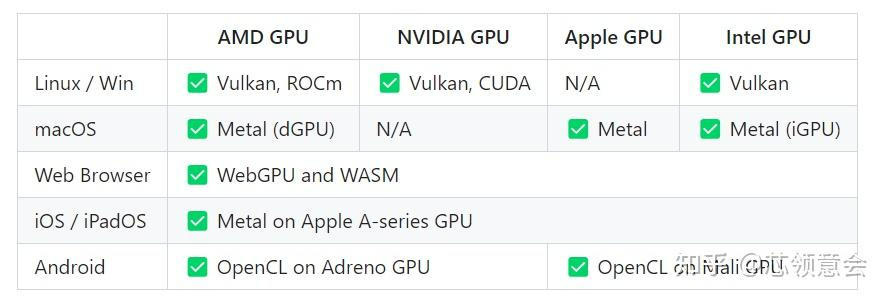 AMD GPU NVIDIA GPU Apple GPU Intel GPU
Linux / Win ✅ Vulkan, ROCm ✅ Vulkan, CUDA N/A ✅ Vulkan
macOS ✅ Metal (dGPU) N/A ✅ Metal ✅ Metal (iGPU)
Web Browser ✅ WebGPU and WASM
iOS / iPadOS ✅ Metal on Apple A-series GPU
Android ✅ OpenCL on Adreno GPU ✅ OpenCL on Mali GPU
知乎 @芯领意会